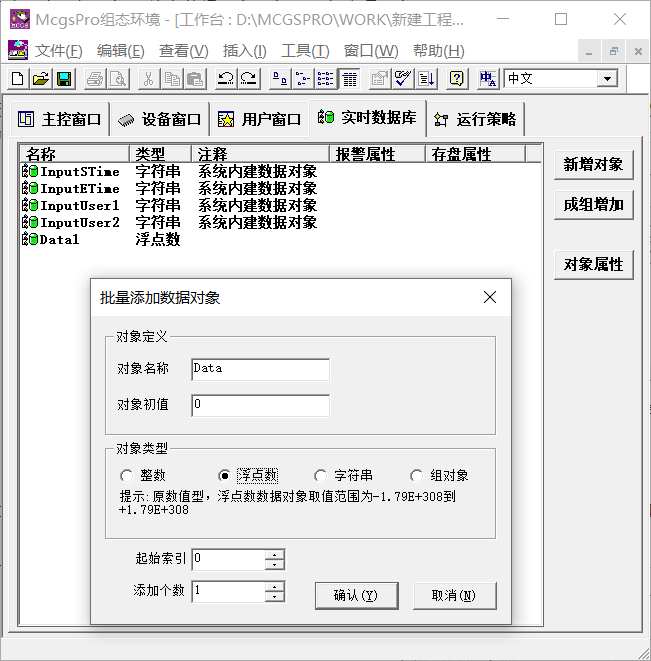 McgsPro组态环境 - [工作台 : D:\MCGSPRO\WORK\新建工程...
文件(F) 编辑(E) 查看(V) 插入(I) 工具(T) 窗口(W) 帮助(H)
中文
主控窗口 设备窗口 用户窗口 实时数据库 运行策略
名称 类型 注释 报警属性 存盘属性
InputSTime 字符串 系统内建数据对象
InputETime 字符串 系统内建数据对象
InputUser1 字符串 系统内建数据对象
InputUser2 字符串 系统内建数据对象
Data1 浮点数
新增对象
成组增加
对象属性
批量添加数据对象
对象定义
对象名称 Data
对象初值 0
对象类型
整数 浮点数 字符串 组对象
提示:原数值型，浮点数数据对象取值范围为-1.79E+308到
+1.79E+308
起始索引 0
添加个数 1
确认(Y) 取消(N)